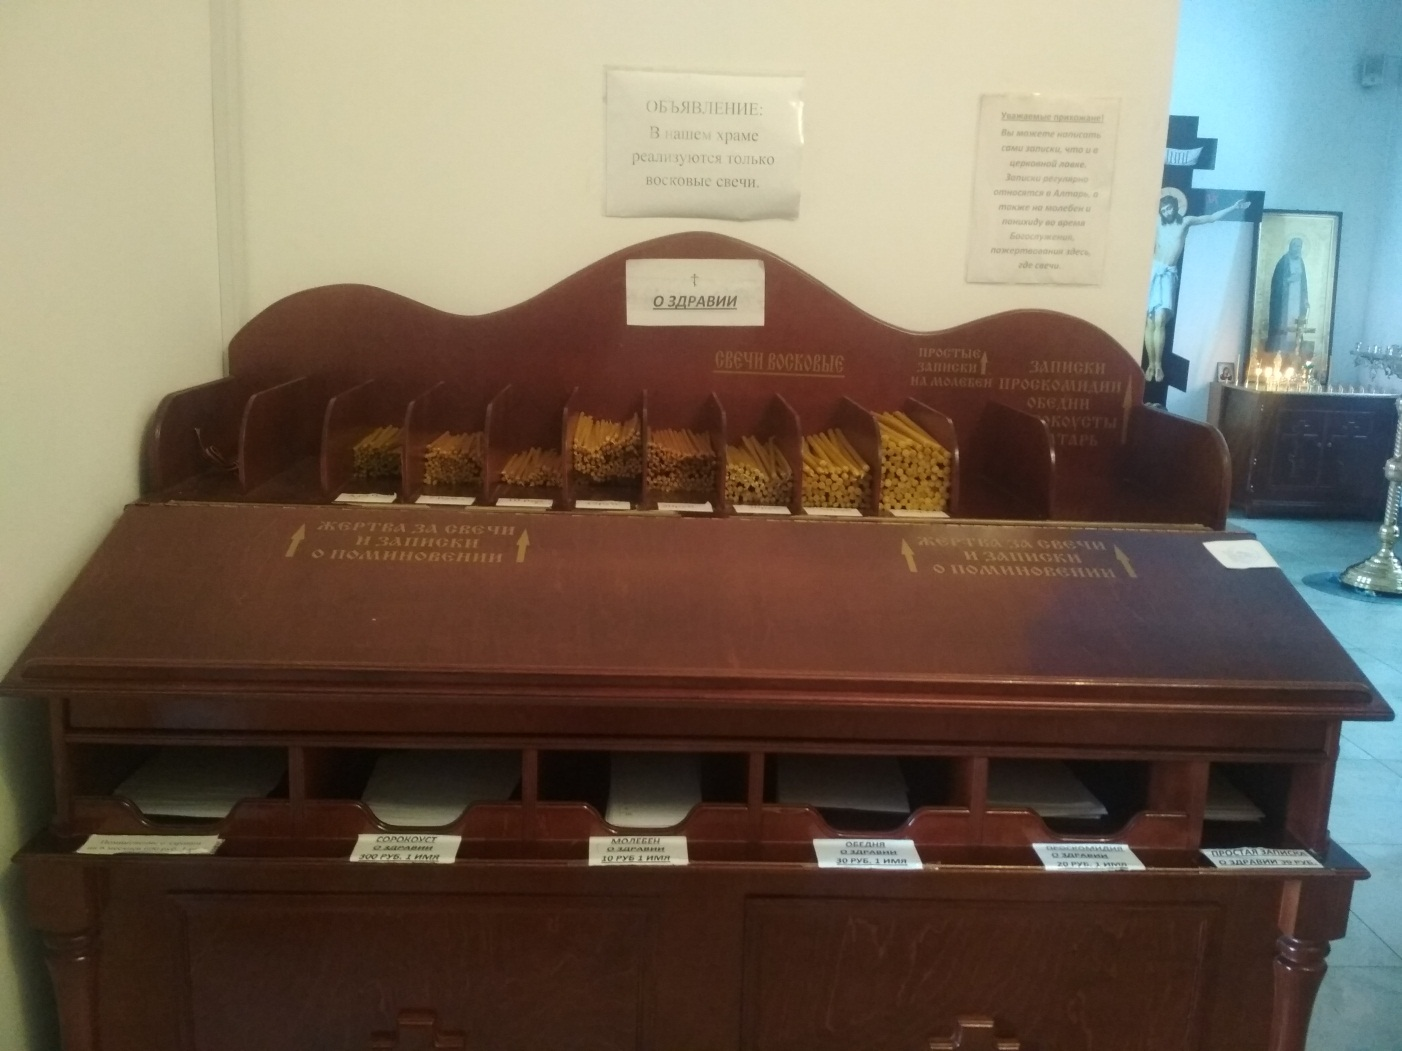 ОБЪЯВЛЕНИЕ:
В нашем храме
реализуются только
восковые свечи.
Уважаемые прихожане!
Вы можете написать
сами записки, что и в
церковной лавке.
Записки регулярно
относятся в Алтарь, а
также на молебен и
панихиду во время
Богослужения,
пожертвования здесь,
где свечи.
О ЗДРАВИИ
СВЕЧИ ВОСКОВЫЕ
ПРОСТЫЕ
ЗАПИСКИ
НА МОЛЕБЕН
ЗАПИСКИ
ПРОСКОМИДИИ
ОБЕДНИ
ЖЕРТВА ЗА СВЕЧИ
И ЗАПИСКИ
О ПОМИНОВЕНИИ
ЖЕРТВА ЗА СВЕЧИ
И ЗАПИСКИ
О ПОМИНОВЕНИИ
СОРОКОУСТ
О ЗДРАВИИ
300 РУБ. 1 ИМЯ
МОЛЕБЕН
О ЗДРАВИИ
10 РУБ 1 ИМЯ
ОБЕДНЯ
О ЗДРАВИИ
30 РУБ. 1 ИМЯ
ПРОСКОМИДИЯ
О ЗДРАВИИ
20 РУБ. 1 ИМЯ
ПРОСТАЯ ЗАПИСКА
О ЗДРАВИИ РУБ.